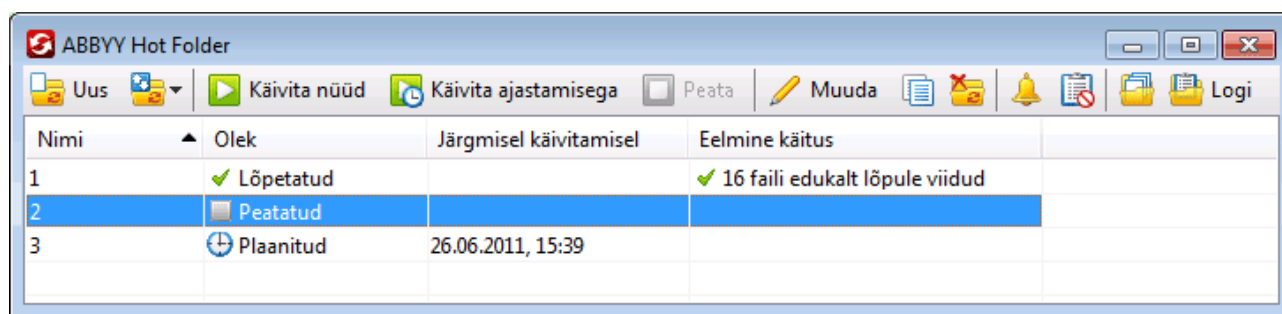 ABBYY Hot Folder
Uus Käivita nüüd Käivita ajastamisega Peata Muuda Logi
Nimi Olek Järgmisel käivitamisel Eelmine käitus
1 Lõpetatud 16 faili edukalt lõpule viidud
2 Peatatud
3 Plaanitud 26.06.2011, 15:39